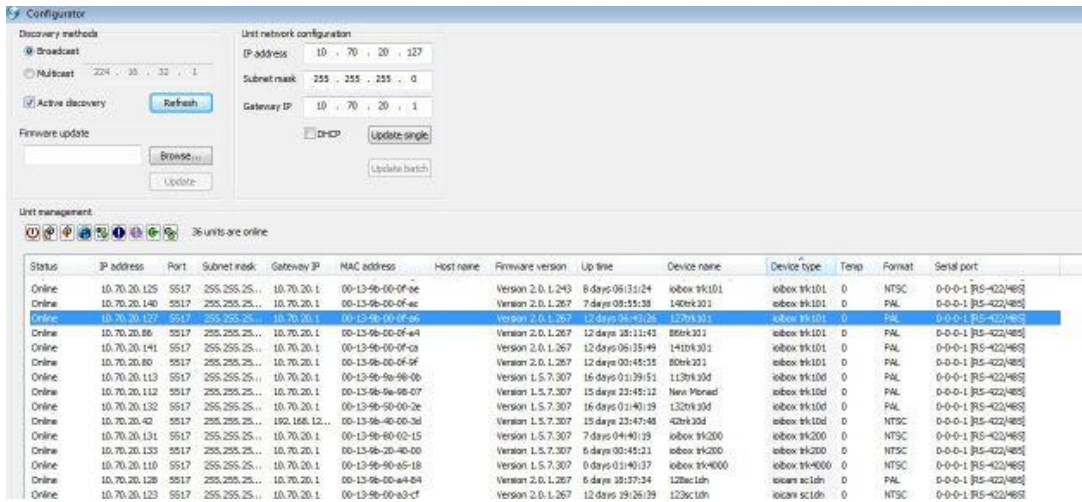 Configurator
Discovery methods
Broadcast
Multicast 224 . 16 . 32 . 1
Active discovery Refresh
Firmware update
Browse...
Update
Unit network configuration
IP address 10 . 70 . 20 . 127
Subnet mask 255 . 255 . 255 . 0
Gateway IP 10 . 70 . 20 . 1
DHCP Update single
Update batch
Unit management
36 units are online
Status IP address Port Subnet mask Gateway IP MAC address Host name Firmware version Up time Device name Device type Temp Format Serial port
Online 10.70.20.125 5517 255.255.25... 10.70.20.1 00-13-9b-00-0f-ae Version 2.0.1.243 8 days 06:31:24 ioibox trk101 ioibox trk101 0 NTSC 0-0-0-1 [RS-422/485]
Online 10.70.20.140 5517 255.255.25... 10.70.20.1 00-13-9b-00-0f-ac Version 2.0.1.267 7 days 08:55:38 140trk101 ioibox trk101 0 PAL 0-0-0-1 [RS-422/485]
Online 10.70.20.127 5517 255.255.25... 10.70.20.1 00-13-9b-00-0f-a6 Version 2.0.1.267 12 days 06:43:26 127trk101 ioibox trk101 0 PAL 0-0-0-1 [RS-422/485]
Online 10.70.20.86 5517 255.255.25... 10.70.20.1 00-13-9b-00-0f-a4 Version 2.0.1.267 12 days 18:11:43 86trk101 ioibox trk101 0 PAL 0-0-0-1 [RS-422/485]
Online 10.70.20.141 5517 255.255.25... 10.70.20.1 00-13-9b-00-0f-ca Version 2.0.1.267 12 days 06:35:49 141trk101 ioibox trk101 0 PAL 0-0-0-1 [RS-422/485]
Online 10.70.20.80 5517 255.255.25... 10.70.20.1 00-13-9b-00-0f-9f Version 2.0.1.267 12 days 00:45:35 80trk101 ioibox trk101 0 PAL 0-0-0-1 [RS-422/485]
Online 10.70.20.113 5517 255.255.25... 10.70.20.1 00-13-9b-9a-98-0b Version 1.5.7.307 16 days 01:39:51 113trk10d ioibox trk10d 0 PAL 0-0-0-1 [RS-422/485]
Online 10.70.20.112 5517 255.255.25... 10.70.20.1 00-13-9b-9a-98-07 Version 1.5.7.307 15 days 23:45:12 New ioibox trk10d 0 PAL 0-0-0-1 [RS-422/485]
Online 10.70.20.132 5517 255.255.25... 10.70.20.1 00-13-9b-50-00-2e Version 1.5.7.307 16 days 01:40:19 132trk10d ioibox trk10d 0 PAL 0-0-0-1 [RS-422/485]
Online 10.70.20.42 5517 255.255.25... 192.168.12... 00-13-9b-40-00-3d Version 1.5.7.307 15 days 23:47:48 42trk10d ioibox trk10d 0 NTSC 0-0-0-1 [RS-422/485]
Online 10.70.20.131 5517 255.255.25... 10.70.20.1 00-13-9b-80-02-15 Version 1.5.7.307 7 days 04:40:19 ioibox trk200 ioibox trk200 0 NTSC 0-0-0-1 [RS-422/485]
Online 10.70.20.133 5517 255.255.25... 10.70.20.1 00-13-9b-20-40-00 Version 1.5.7.307 6 days 00:45:21 ioibox trk200 ioibox trk200 0 NTSC 0-0-0-1 [RS-422/485]
Online 10.70.20.110 5517 255.255.25... 10.70.20.1 00-13-9b-90-a5-18 Version 1.5.7.307 0 days 01:40:37 ioibox trk4000 ioibox trk4000 0 NTSC 0-0-0-1 [RS-422/485]
Online 10.70.20.128 5517 255.255.25... 10.70.20.1 00-13-9b-00-a4-84 Version 2.0.1.267 6 days 18:37:34 128sc1dn ioicam sc1dn 0 PAL 0-0-0-1 [RS-422/485]
Online 10.70.20.123 5517 255.255.25... 10.70.20.1 00-13-9b-00-a3-cf Version 2.0.1.267 12 days 19:26:39 123sc1dn ioicam sc1dn 0 NTSC 0-0-0-1 [RS-422/485]